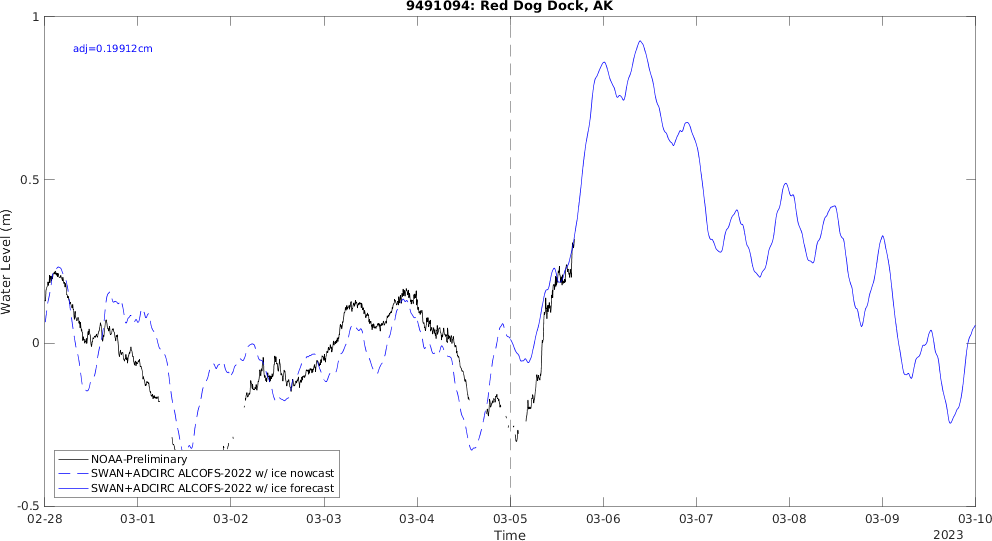 9491094: Red Dog Dock, AK
adj=0.19912cm
Water Level (m)
1
0.5
0
-0.5
NOAA-Preliminary
SWAN+ADCIRC ALCOFS-2022 w/ ice nowcast
SWAN+ADCIRC ALCOFS-2022 w/ ice forecast
02-28 03-01 03-02 03-03 03-04 03-05 03-06 03-07 03-08 03-09 03-10
Time
2023